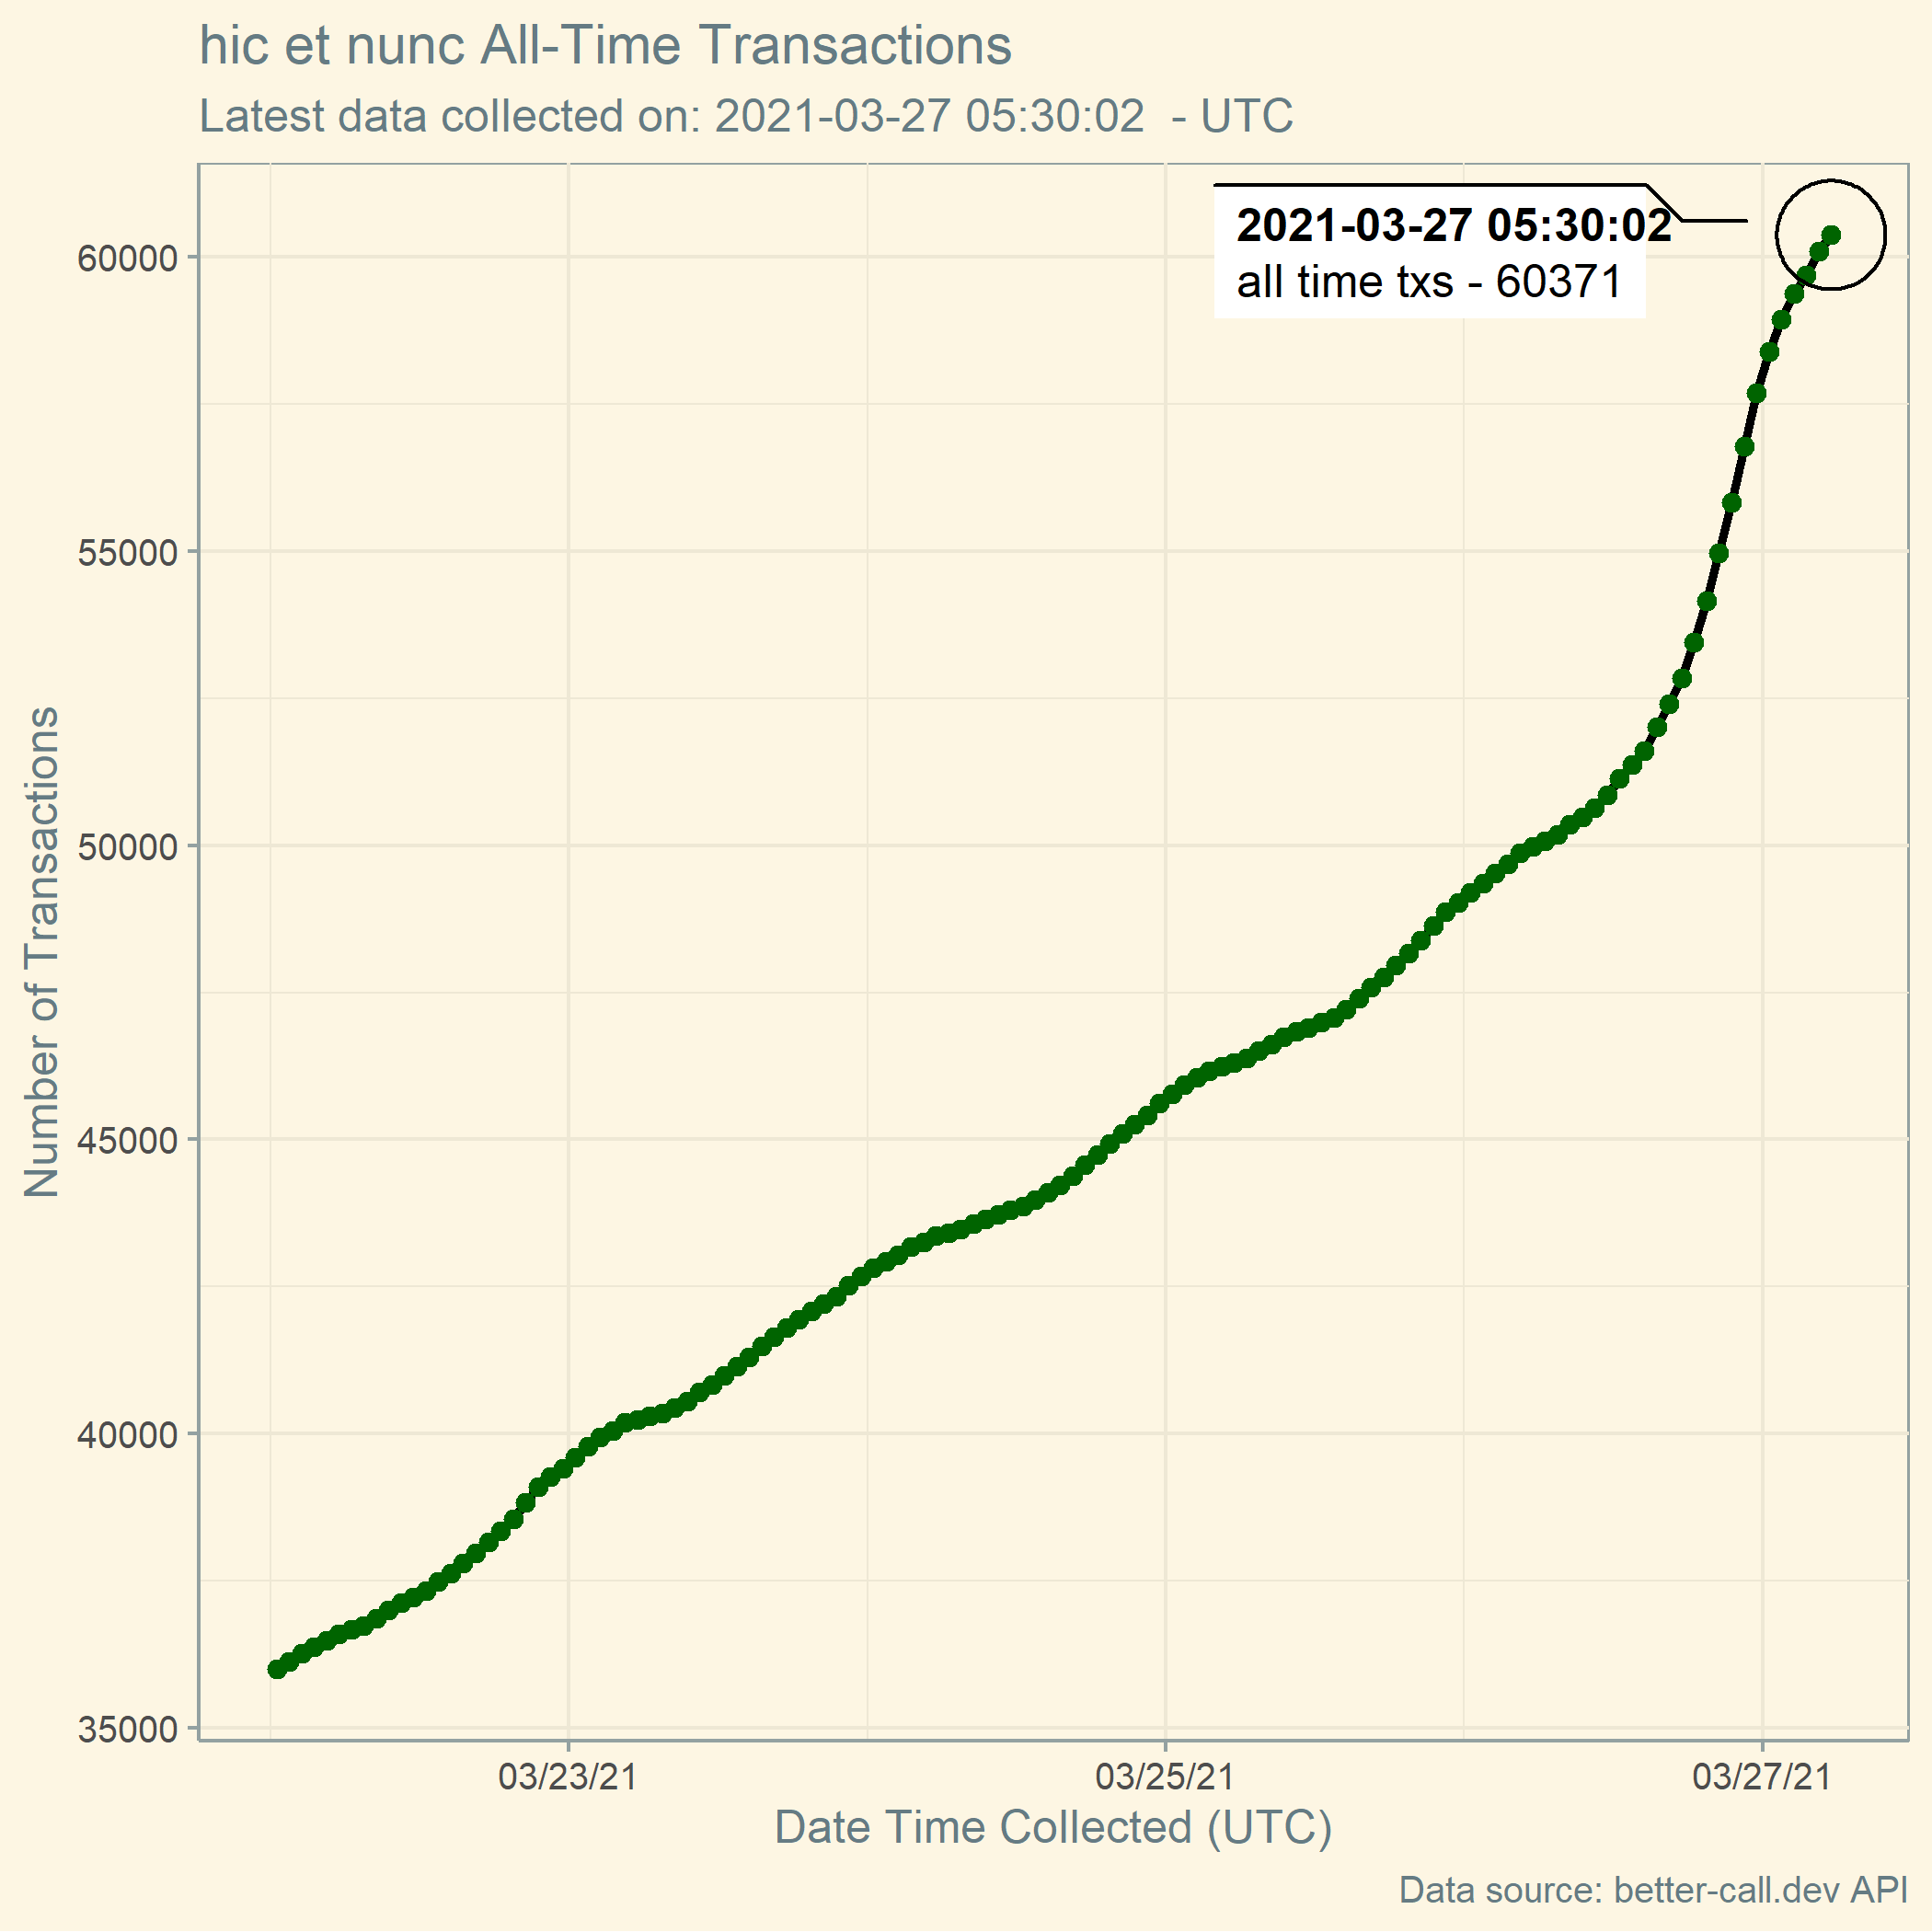 hic et nunc All-Time Transactions
Latest data collected on: 2021-03-27 05:30:02  - UTC
2021-03-27 05:30:02
all time txs - 60371
60000
55000
50000
45000
40000
35000
Number of Transactions
03/23/21
03/25/21
03/27/21
Date Time Collected (UTC)
Data source: better-call.dev API